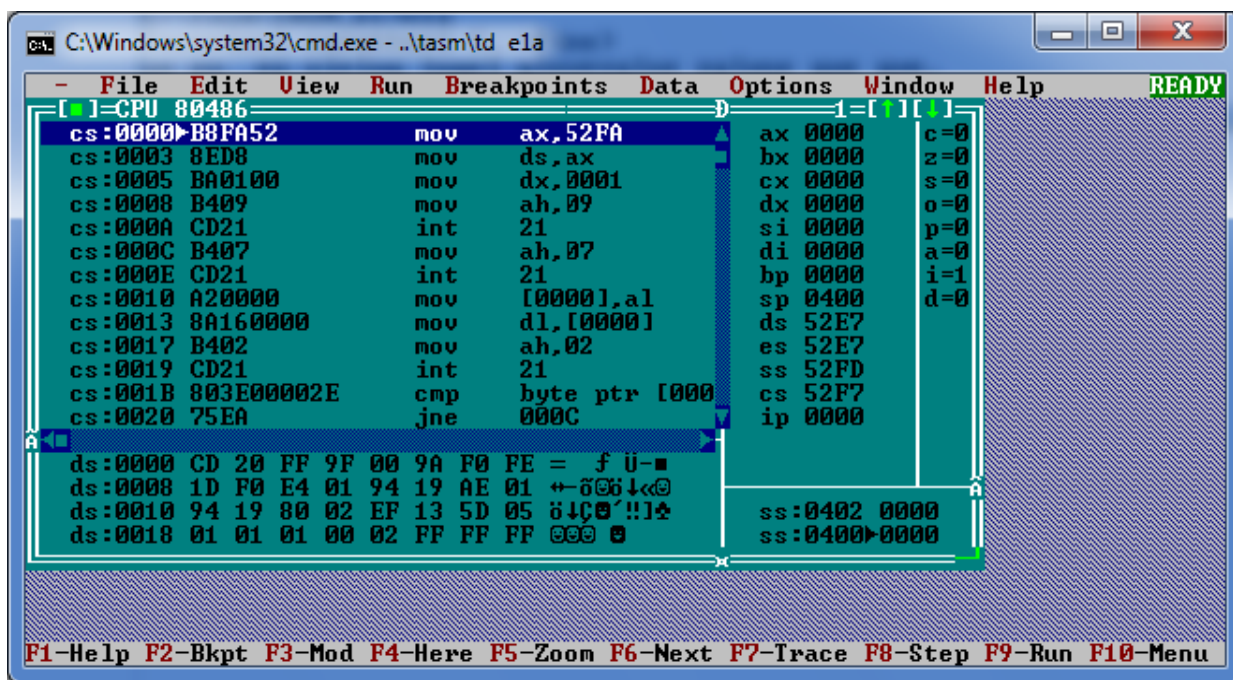 C:\Windows\system32\cmd.exe - ..\tasm\td e1a
- File Edit View Run Breakpoints Data Options Window Help READY
[■]=CPU 80486 1=[↑][↓]
cs:0000►B8FA52 mov ax,52FA ax 0000 c=0
cs:0003 8ED8 mov ds,ax bx 0000 z=0
cs:0005 BA0100 mov dx,0001 cx 0000 s=0
cs:0008 B409 mov ah,09 dx 0000 o=0
cs:000A CD21 int 21 si 0000 p=0
cs:000C B407 mov ah,07 di 0000 a=0
cs:000E CD21 int 21 bp 0000 i=1
cs:0010 A20000 mov [0000],al sp 0400 d=0
cs:0013 8A160000 mov dl,[0000] ds 52E7
cs:0017 B402 mov ah,02 es 52E7
cs:0019 CD21 int 21 ss 52FD
cs:001B 803E00002E cmp byte ptr [000 cs 52F7
cs:0020 75EA jne 000C ip 0000
ds:0000 CD 20 FF 9F 00 9A F0 FE = ƒ Ü-■
ds:0008 1D F0 E4 01 94 19 AE 01 ↔-õ☺ö↓«☺
ds:0010 94 19 80 02 EF 13 5D 05 ö↓Ç☻´‼]♣ ss:0402 0000
ds:0018 01 01 01 00 02 FF FF FF ☺☺☺ ☻ ss:0400►0000
F1-Help F2-Bkpt F3-Mod F4-Here F5-Zoom F6-Next F7-Trace F8-Step F9-Run F10-Menu